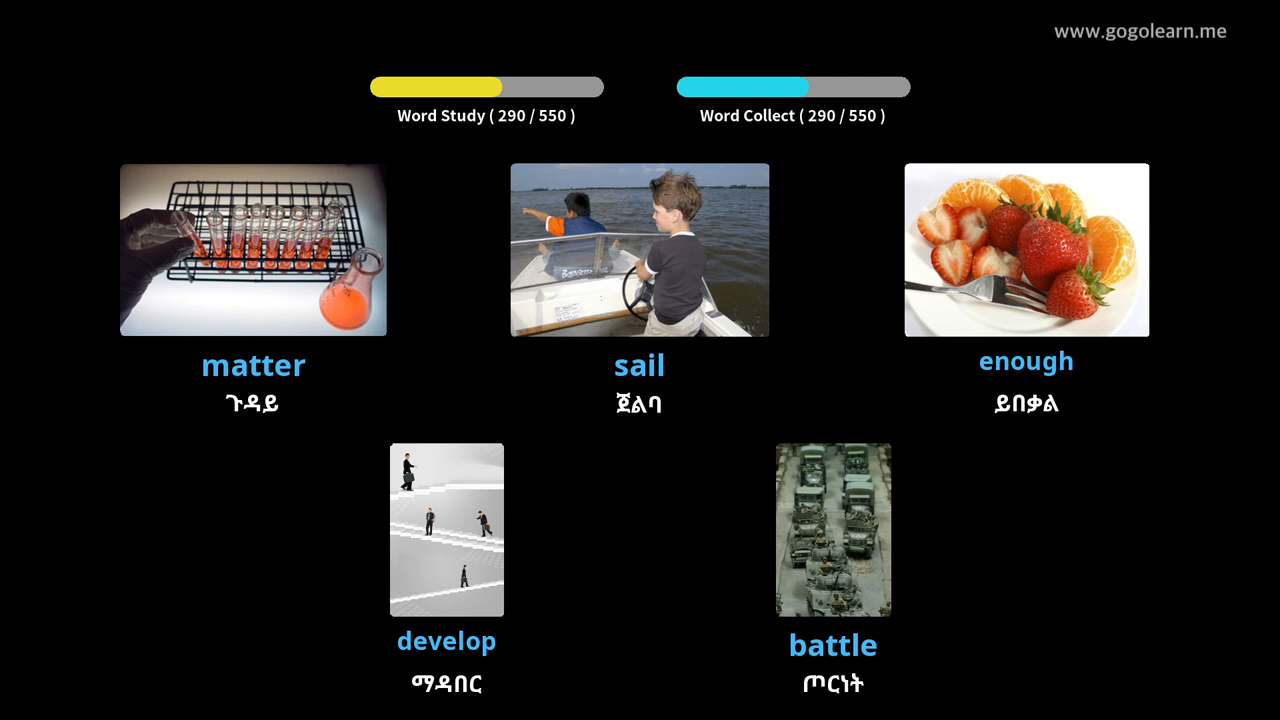 www.gogolearn.me
Word Study ( 290 / 550 )
Word Collect ( 290 / 550 )
matter
ጉዳይ
sail
ጀልባ
enough
ይበቃል
develop
ማዳበር
battle
ጦርነት